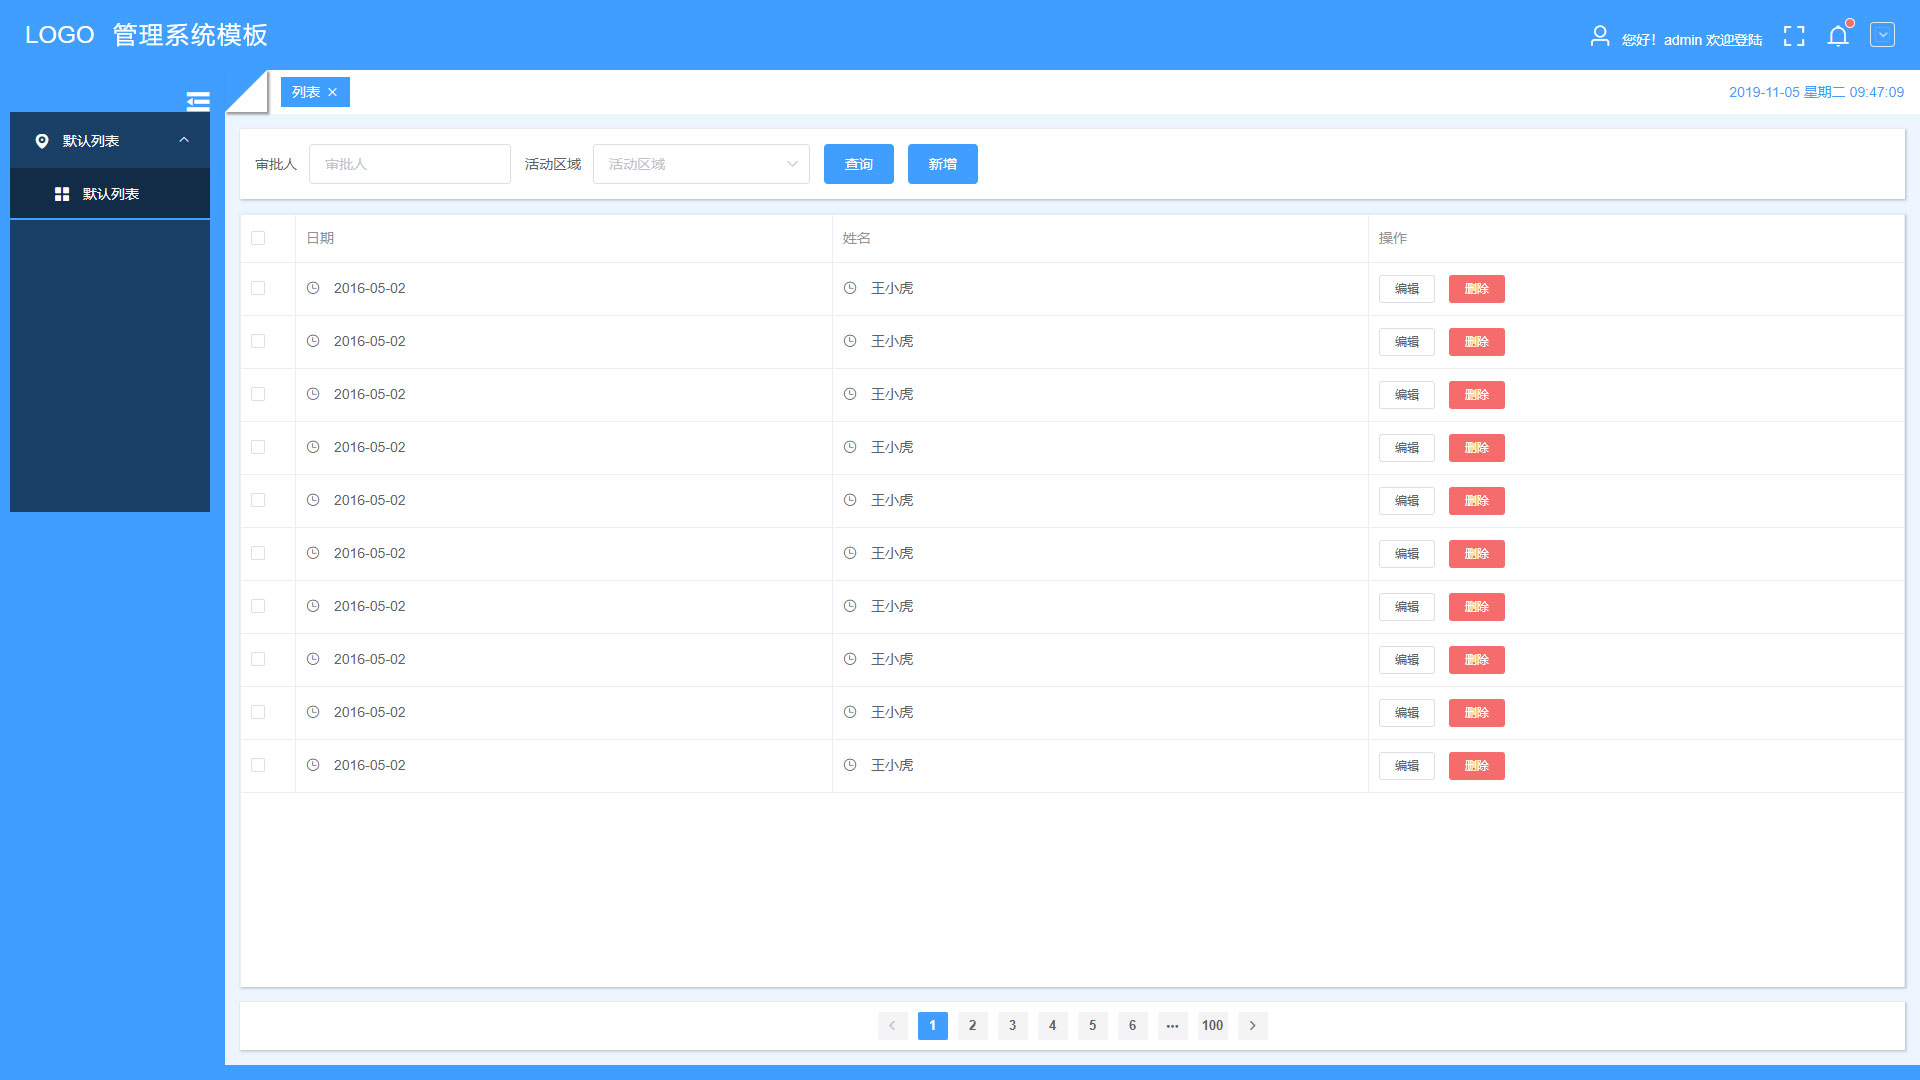 LOGO 管理系统模板
您好！admin 欢迎登陆
列表
2019-11-05 星期二 09:47:09
默认列表
默认列表
审批人 审批人 活动区域 活动区域 查询 新增
日期 姓名 操作
2016-05-02 王小虎 编辑 删除
2016-05-02 王小虎 编辑 删除
2016-05-02 王小虎 编辑 删除
2016-05-02 王小虎 编辑 删除
2016-05-02 王小虎 编辑 删除
2016-05-02 王小虎 编辑 删除
2016-05-02 王小虎 编辑 删除
2016-05-02 王小虎 编辑 删除
2016-05-02 王小虎 编辑 删除
2016-05-02 王小虎 编辑 删除
1 2 3 4 5 6 ••• 100